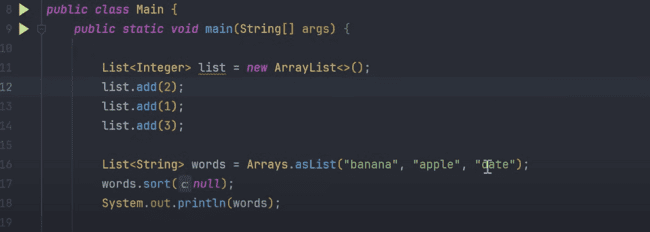 8 public class Main {
9 public static void main(String[] args) {
10
11 List<Integer> list = new ArrayList<>();
12 list.add(2);
13 list.add(1);
14 list.add(3);
15
16 List<String> words = Arrays.asList("banana", "apple", "date");
17 words.sort( c: null);
18 System.out.println(words);
19